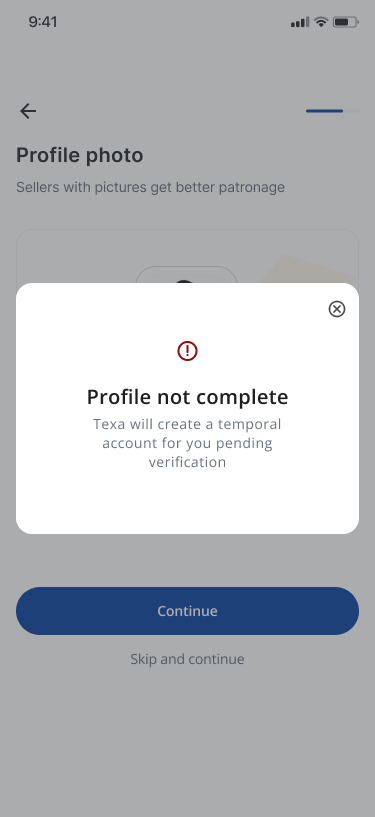 9:41
Profile photo
Sellers with pictures get better patronage
Profile not complete
Texa will create a temporal
account for you pending
verification
Continue
Skip and continue